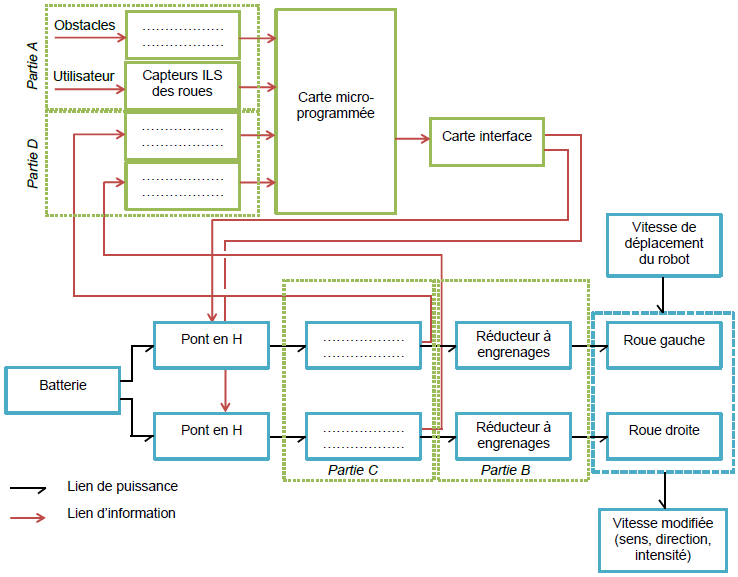 Obstacles
....................
....................
Partie A
Utilisateur
Capteurs ILS
des roues
Carte micro-
programmée
....................
....................
Partie D
....................
....................
Carte interface
Vitesse de
déplacement
du robot
Pont en H
....................
....................
Réducteur à
engrenages
Roue gauche
Batterie
Pont en H
....................
....................
Réducteur à
engrenages
Roue droite
Partie C
Partie B
Lien de puissance
Lien d'information
Vitesse modifiée
(sens, direction,
intensité)